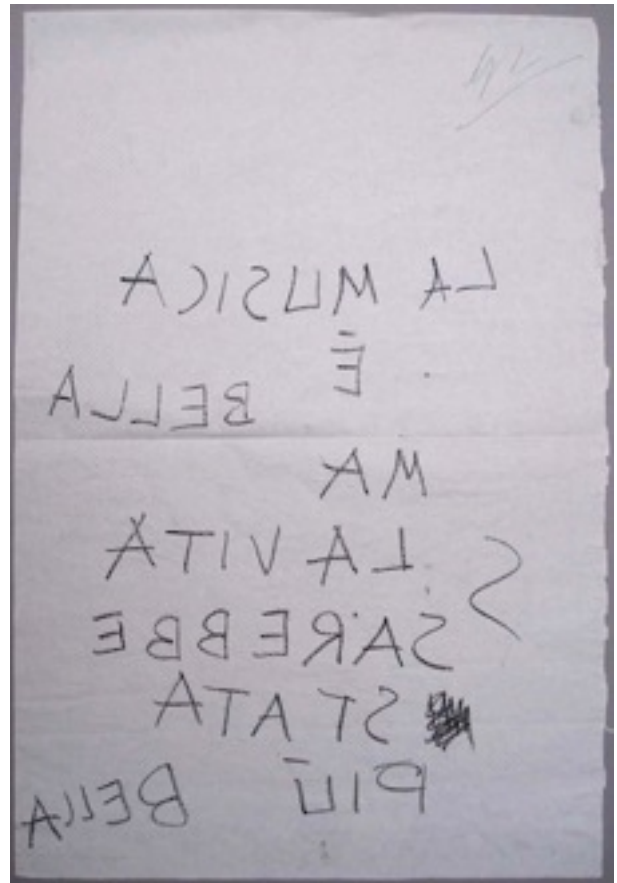 LA MUSICA
È
BELLA
MA
LA VITA
SAREBBE
STATA
PIÙ BELLA